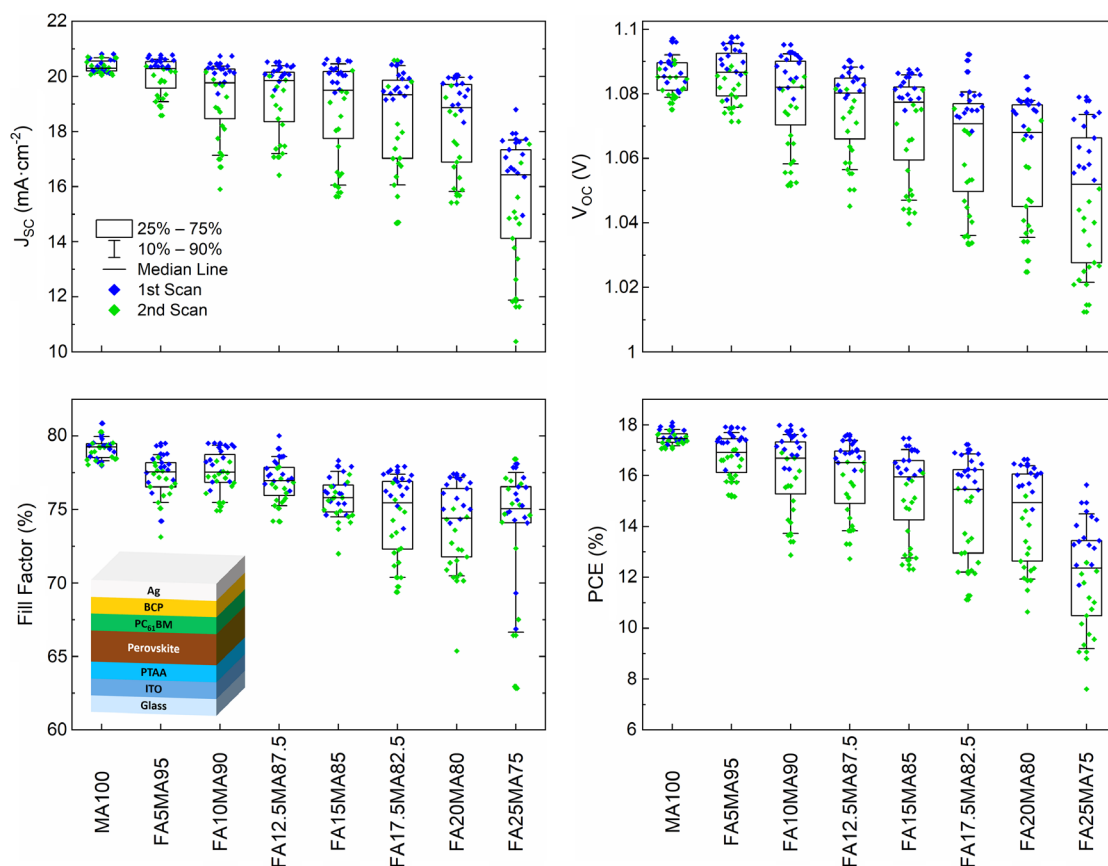 22
20
18
16
14
12
10
J_SC (mA·cm⁻²)
25% – 75%
10% – 90%
Median Line
1st Scan
2nd Scan
1.1
1.08
1.06
1.04
1.02
1
V_OC (V)
80
75
70
65
60
Fill Factor (%)
Ag
BCP
PC₆₁BM
Perovskite
PTAA
ITO
Glass
MA100
FA5MA95
FA10MA90
FA12.5MA87.5
FA15MA85
FA17.5MA82.5
FA20MA80
FA25MA75
18
16
14
12
10
8
6
PCE (%)
MA100
FA5MA95
FA10MA90
FA12.5MA87.5
FA15MA85
FA17.5MA82.5
FA20MA80
FA25MA75